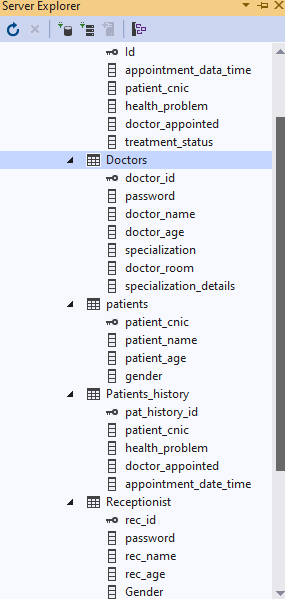 Server Explorer
Id
appointment_data_time
patient_cnic
health_problem
doctor_appointed
treatment_status
Doctors
doctor_id
password
doctor_name
doctor_age
specialization
doctor_room
specialization_details
patients
patient_cnic
patient_name
patient_age
gender
Patients_history
pat_history_id
patient_cnic
health_problem
doctor_appointed
appointment_date_time
Receptionist
rec_id
password
rec_name
rec_age
Gender